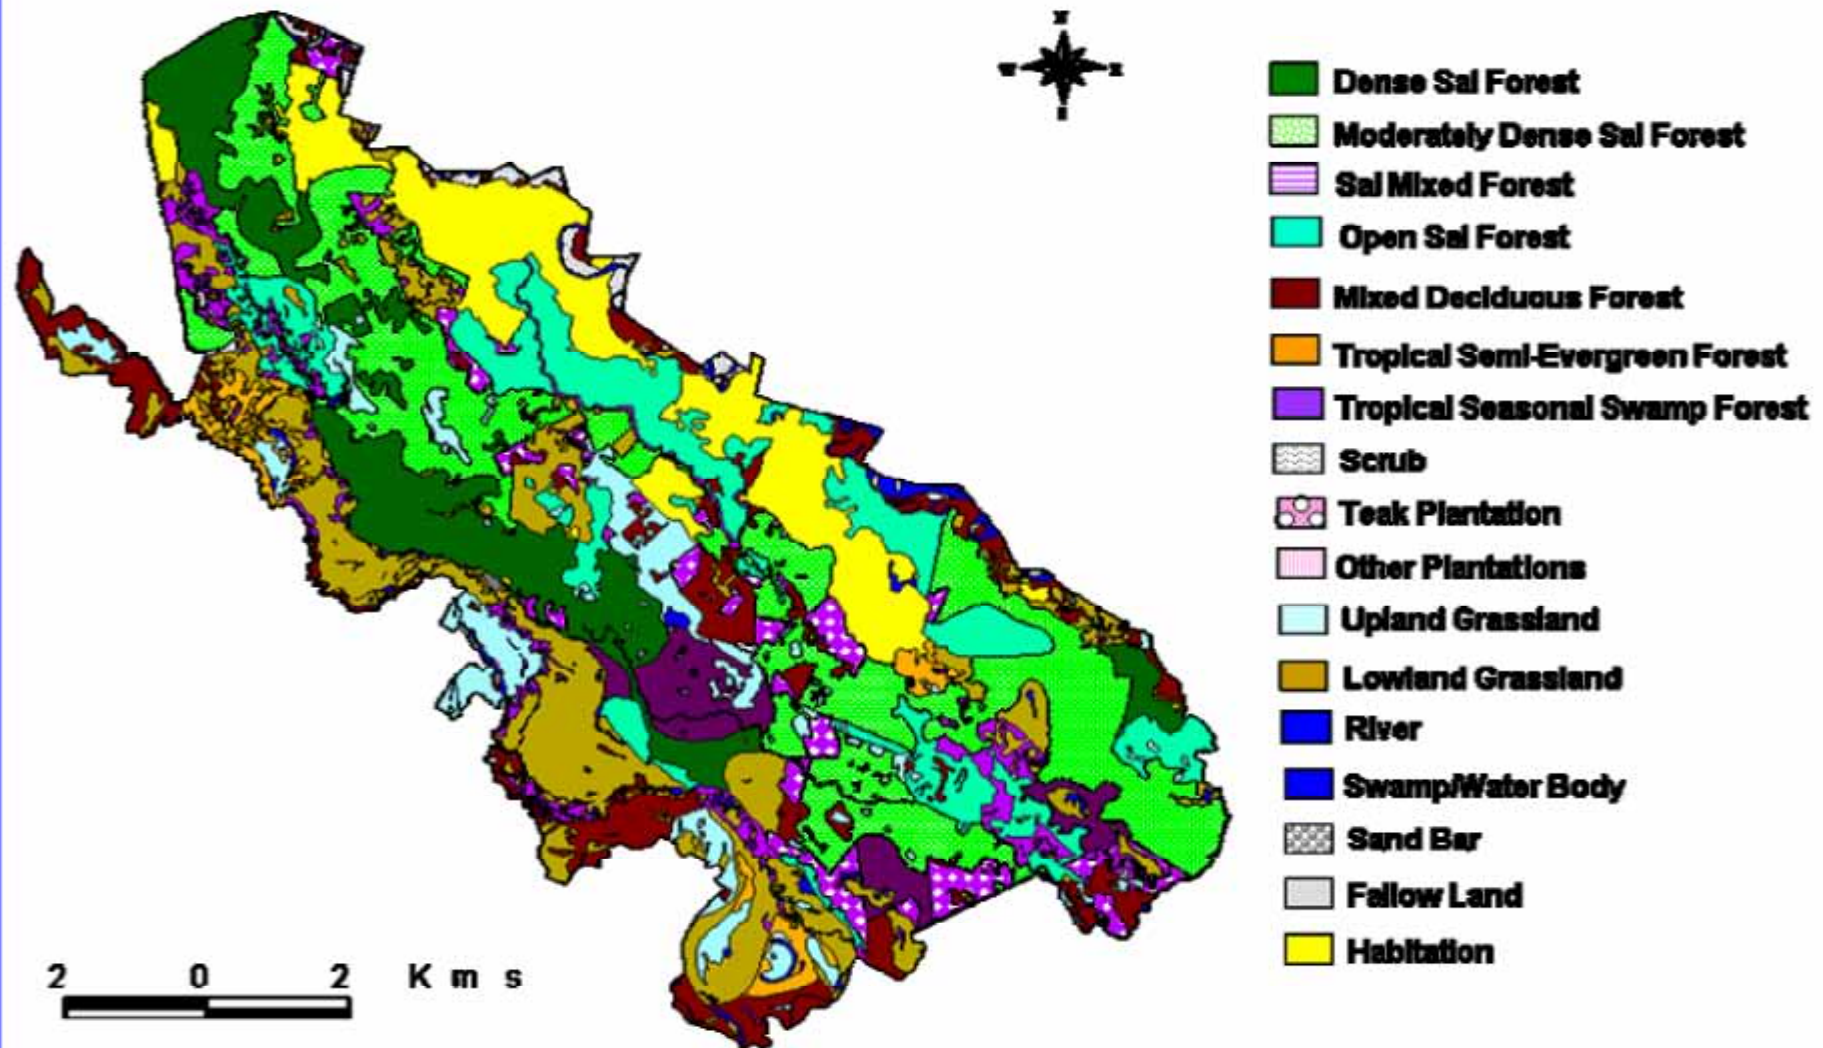 N
W
E
S
Dense Sal Forest
Moderately Dense Sal Forest
Sal Mixed Forest
Open Sal Forest
Mixed Deciduous Forest
Tropical Semi-Evergreen Forest
Tropical Seasonal Swamp Forest
Scrub
Teak Plantation
Other Plantations
Upland Grassland
Lowland Grassland
River
Swamp/Water Body
Sand Bar
Fallow Land
Habitation
2 0 2 Kms